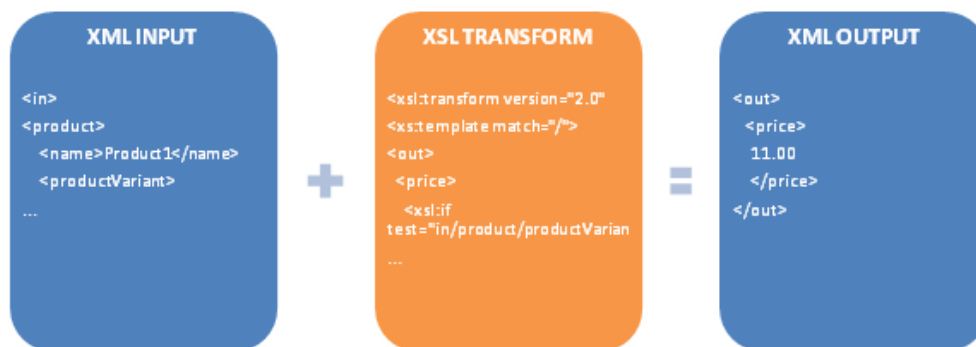 XML INPUT
<in>
<product>
<name>Product1</name>
<productVariant>
...
XSL TRANSFORM
<xsl:transform version="2.0"
<xs:template match="/">
<out>
<price>
<xsl:if
test="in/product/productVarian
...
XML OUTPUT
<out>
<price>
11.00
</price>
</out>